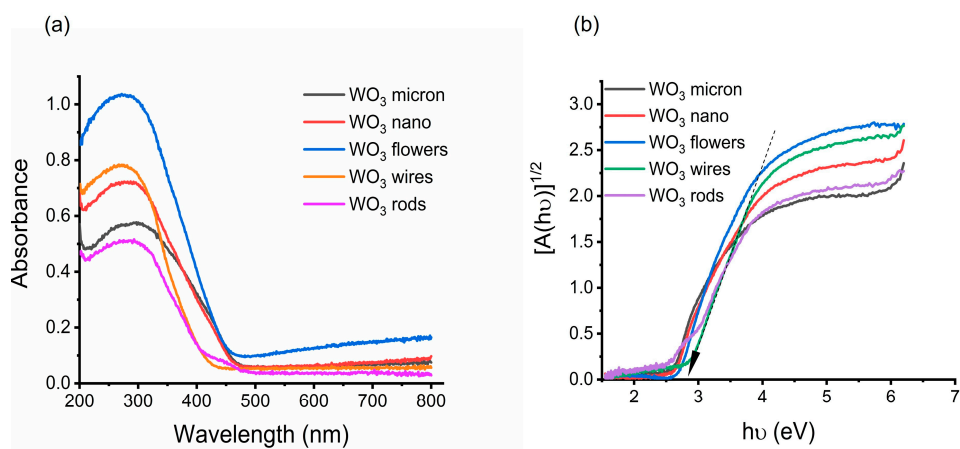 (a)
Absorbance
1.0
0.8
0.6
0.4
0.2
0.0
200 300 400 500 600 700 800
Wavelength (nm)
WO₃ micron
WO₃ nano
WO₃ flowers
WO₃ wires
WO₃ rods
(b)
[A(hυ)]¹/²
3.0
2.5
2.0
1.5
1.0
0.5
0.0
2 3 4 5 6 7
hυ (eV)
WO₃ micron
WO₃ nano
WO₃ flowers
WO₃ wires
WO₃ rods